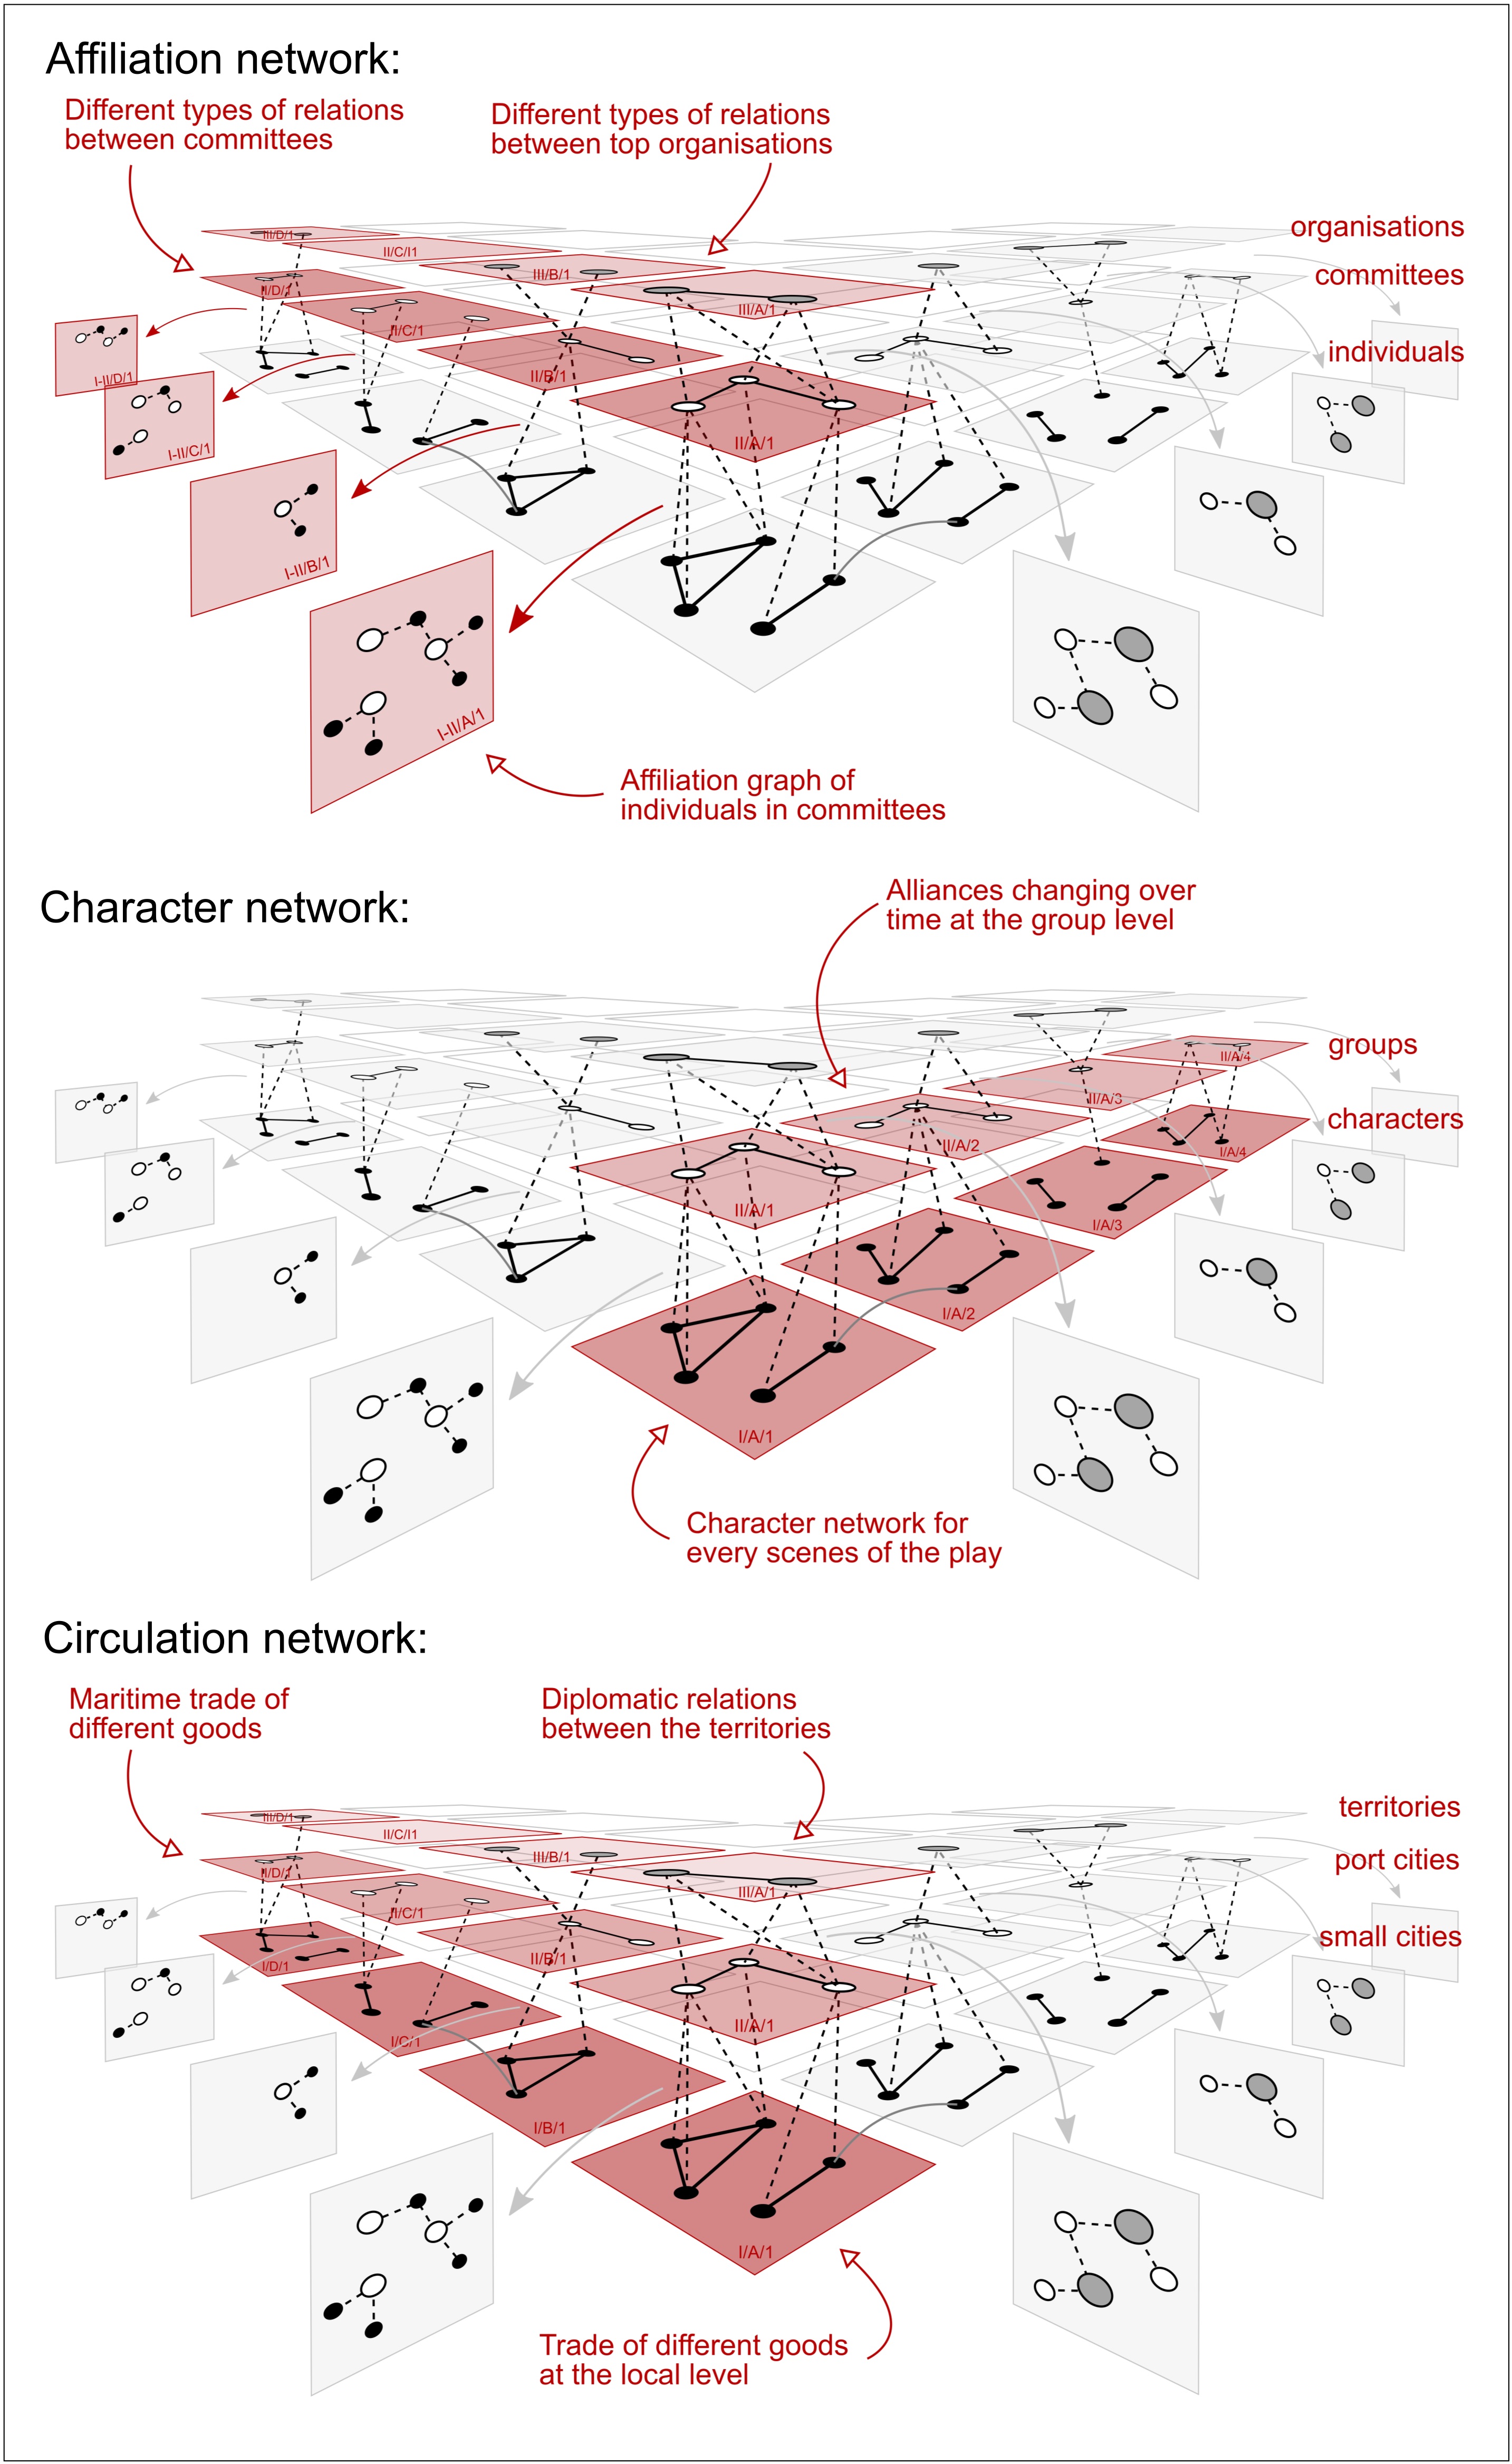 Affiliation network:
Different types of relations
between committees
Different types of relations
between top organisations
organisations
committees
individuals
III/D/1
II/C/I1
III/B/1
III/A/1
II/D/1
II/C/1
II/B/1
II/A/1
I-II/D/1
I-II/C/1
I-II/B/1
I-II/A/1
Affiliation graph of
individuals in committees
Character network:
Alliances changing over
time at the group level
groups
characters
II/A/4
II/A/3
II/A/2
II/A/1
I/A/4
I/A/3
I/A/2
I/A/1
Character network for
every scenes of the play
Circulation network:
Maritime trade of
different goods
Diplomatic relations
between the territories
territories
port cities
small cities
III/D/1
II/C/I1
III/B/1
III/A/1
II/D/1
II/C/1
II/B/1
II/A/1
I/D/1
I/C/1
I/B/1
I/A/1
Trade of different goods
at the local level